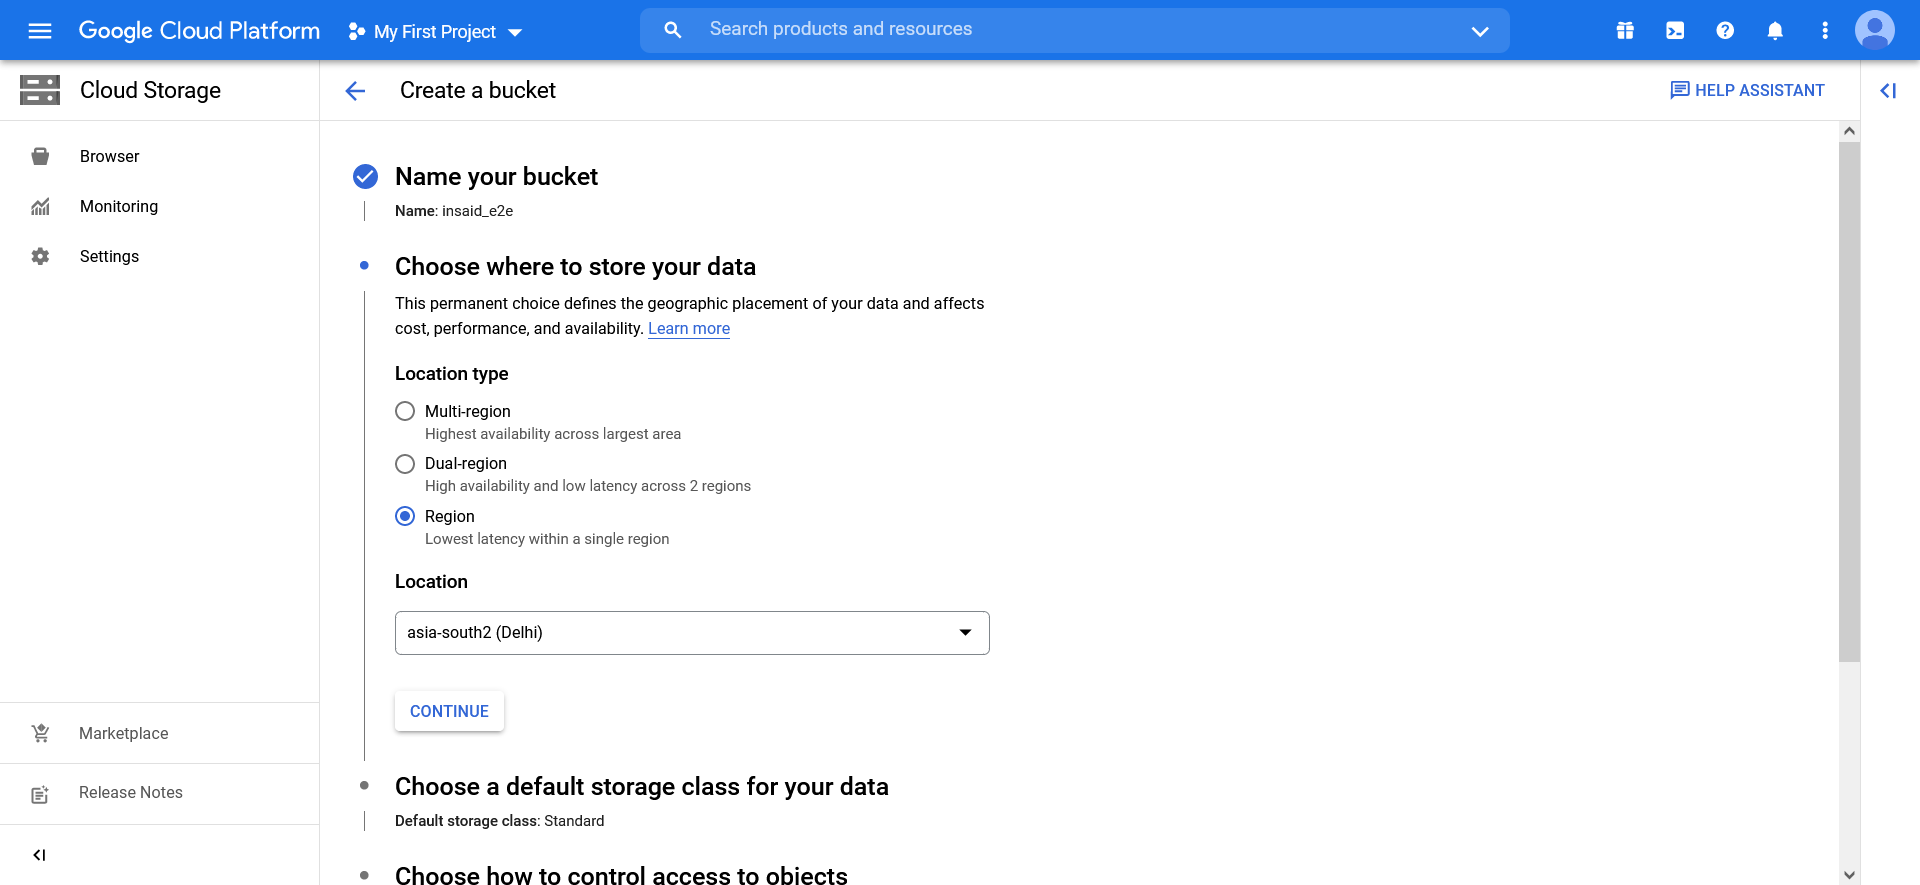 Google Cloud Platform
My First Project
Search products and resources
Cloud Storage
Create a bucket
HELP ASSISTANT
Browser
Monitoring
Settings
Marketplace
Release Notes
Name your bucket
Name: insaid_e2e
Choose where to store your data
This permanent choice defines the geographic placement of your data and affects
cost, performance, and availability. Learn more
Location type
Multi-region
Highest availability across largest area
Dual-region
High availability and low latency across 2 regions
Region
Lowest latency within a single region
Location
asia-south2 (Delhi)
CONTINUE
Choose a default storage class for your data
Default storage class: Standard
Choose how to control access to objects